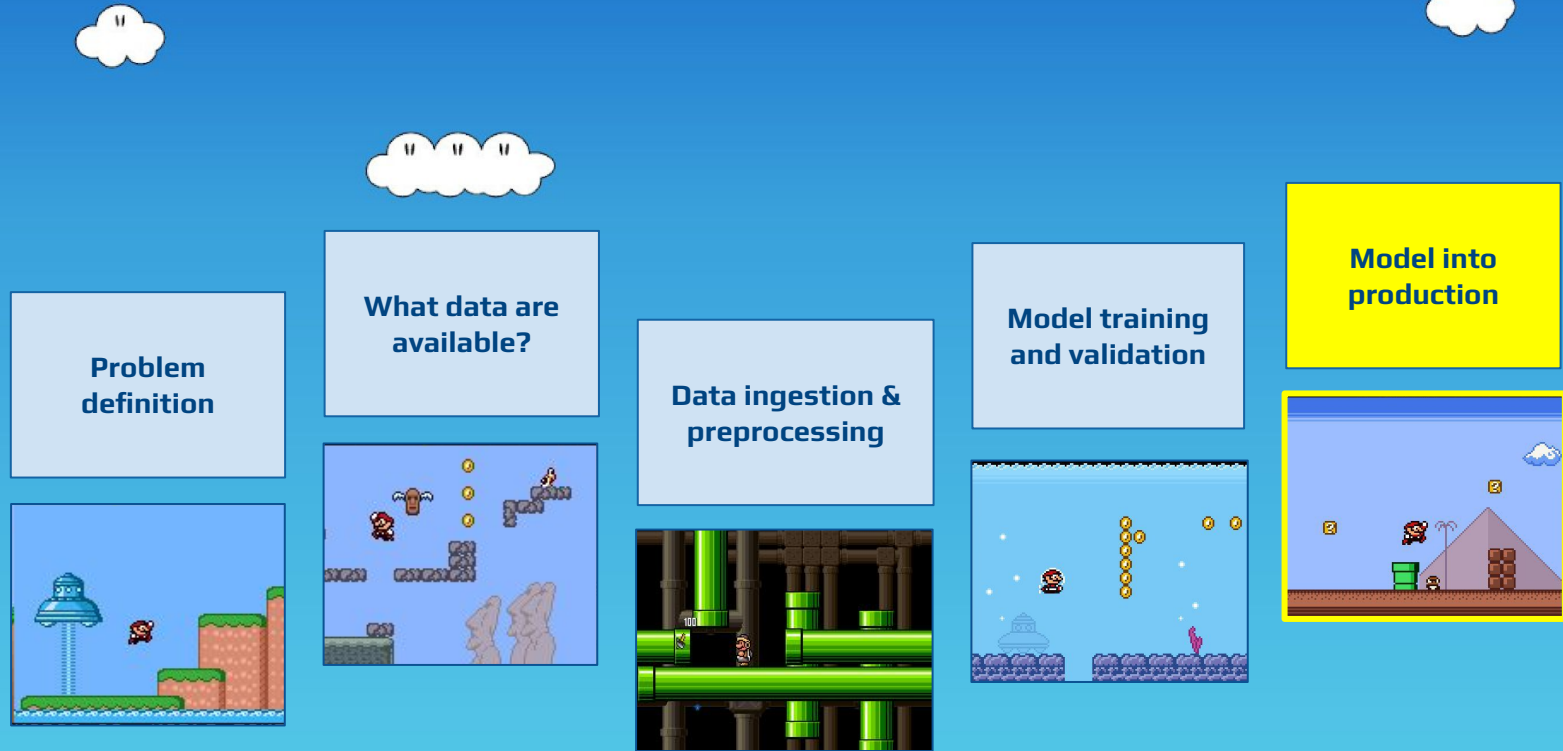 Problem
definition
What data are
available?
Data ingestion &
preprocessing
100
Model training
and validation
Model into
production